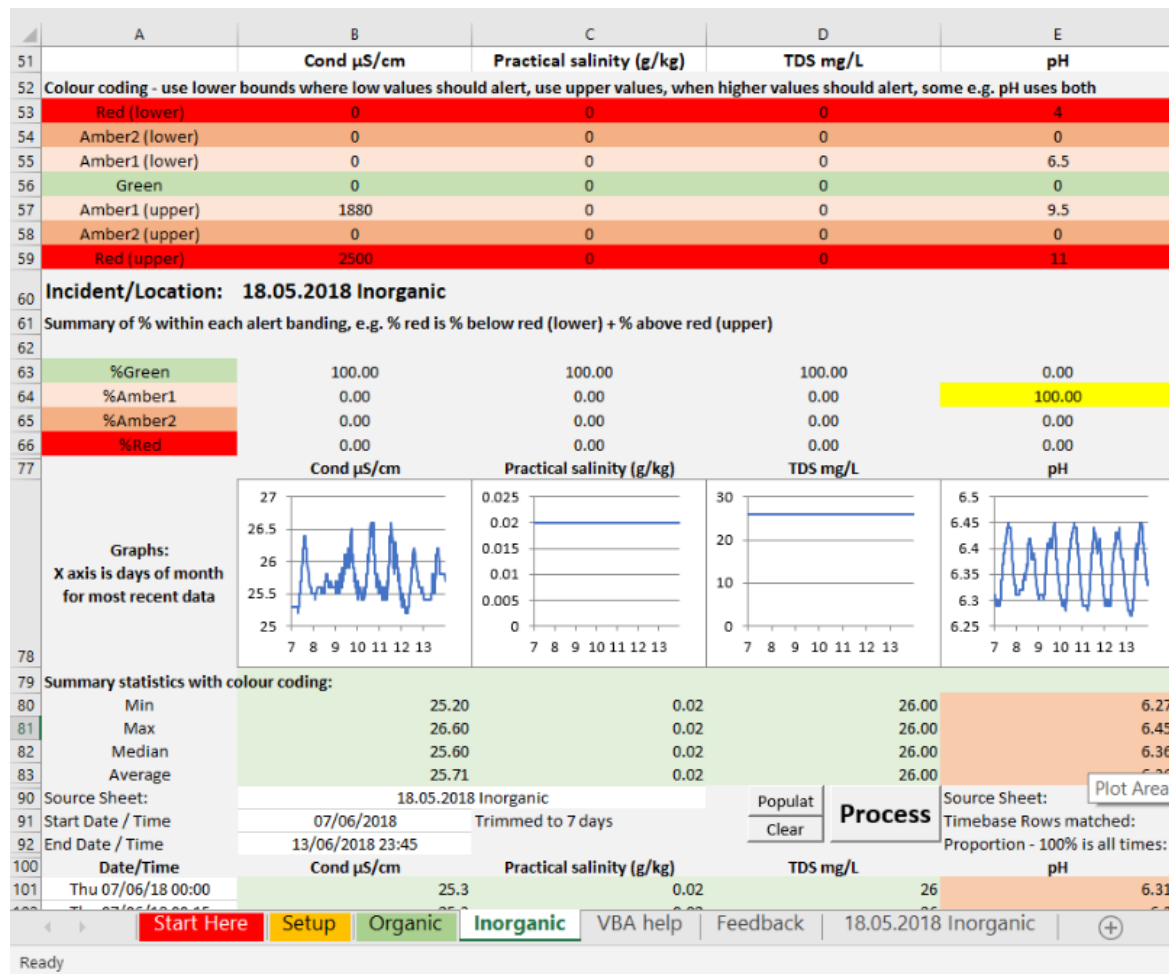 A B C D E
51 Cond µS/cm Practical salinity (g/kg) TDS mg/L pH
52 Colour coding - use lower bounds where low values should alert, use upper values, when higher values should alert, some e.g. pH uses both
53 Red (lower) 0 0 0 4
54 Amber2 (lower) 0 0 0 0
55 Amber1 (lower) 0 0 0 6.5
56 Green 0 0 0 0
57 Amber1 (upper) 1880 0 0 9.5
58 Amber2 (upper) 0 0 0 0
59 Red (upper) 2500 0 0 11
60 Incident/Location: 18.05.2018 Inorganic
61 Summary of % within each alert banding, e.g. % red is % below red (lower) + % above red (upper)
62
63 %Green 100.00 100.00 100.00 0.00
64 %Amber1 0.00 0.00 0.00 100.00
65 %Amber2 0.00 0.00 0.00 0.00
66 %Red 0.00 0.00 0.00 0.00
77 Cond µS/cm Practical salinity (g/kg) TDS mg/L pH
Graphs:
X axis is days of month
for most recent data
27
26.5
26
25.5
25
7 8 9 10 11 12 13
0.025
0.02
0.015
0.01
0.005
0
7 8 9 10 11 12 13
30
20
10
0
7 8 9 10 11 12 13
6.5
6.45
6.4
6.35
6.3
6.25
7 8 9 10 11 12 13
78
79 Summary statistics with colour coding:
80 Min 25.20 0.02 26.00 6.27
81 Max 26.60 0.02 26.00 6.45
82 Median 25.60 0.02 26.00 6.36
83 Average 25.71 0.02 26.00
Plot Area
90 Source Sheet: 18.05.2018 Inorganic Populat Process Source Sheet:
91 Start Date / Time 07/06/2018 Trimmed to 7 days Clear Timebase Rows matched:
92 End Date / Time 13/06/2018 23:45 Proportion - 100% is all times:
100 Date/Time Cond µS/cm Practical salinity (g/kg) TDS mg/L pH
101 Thu 07/06/18 00:00 25.3 0.02 26 6.31
Start Here Setup Organic Inorganic VBA help Feedback 18.05.2018 Inorganic
Ready